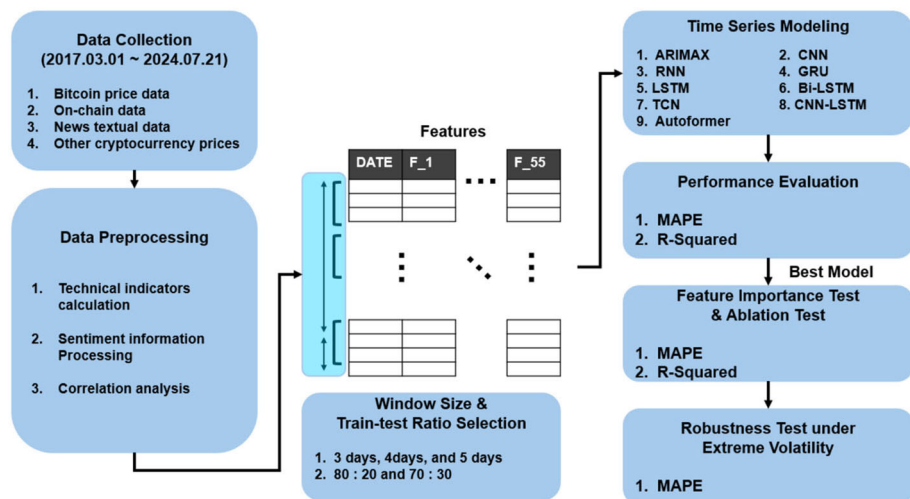 Data Collection
(2017.03.01 ~ 2024.07.21)
1. Bitcoin price data
2. On-chain data
3. News textual data
4. Other cryptocurrency prices
Data Preprocessing
1. Technical indicators
calculation
2. Sentiment information
Processing
3. Correlation analysis
Features
DATE F_1 ... F_55
Window Size &
Train-test Ratio Selection
1. 3 days, 4days, and 5 days
2. 80 : 20 and 70 : 30
Time Series Modeling
1. ARIMAX 2. CNN
3. RNN 4. GRU
5. LSTM 6. Bi-LSTM
7. TCN 8. CNN-LSTM
9. Autoformer
Performance Evaluation
1. MAPE
2. R-Squared
Best Model
Feature Importance Test
& Ablation Test
1. MAPE
2. R-Squared
Robustness Test under
Extreme Volatility
1. MAPE